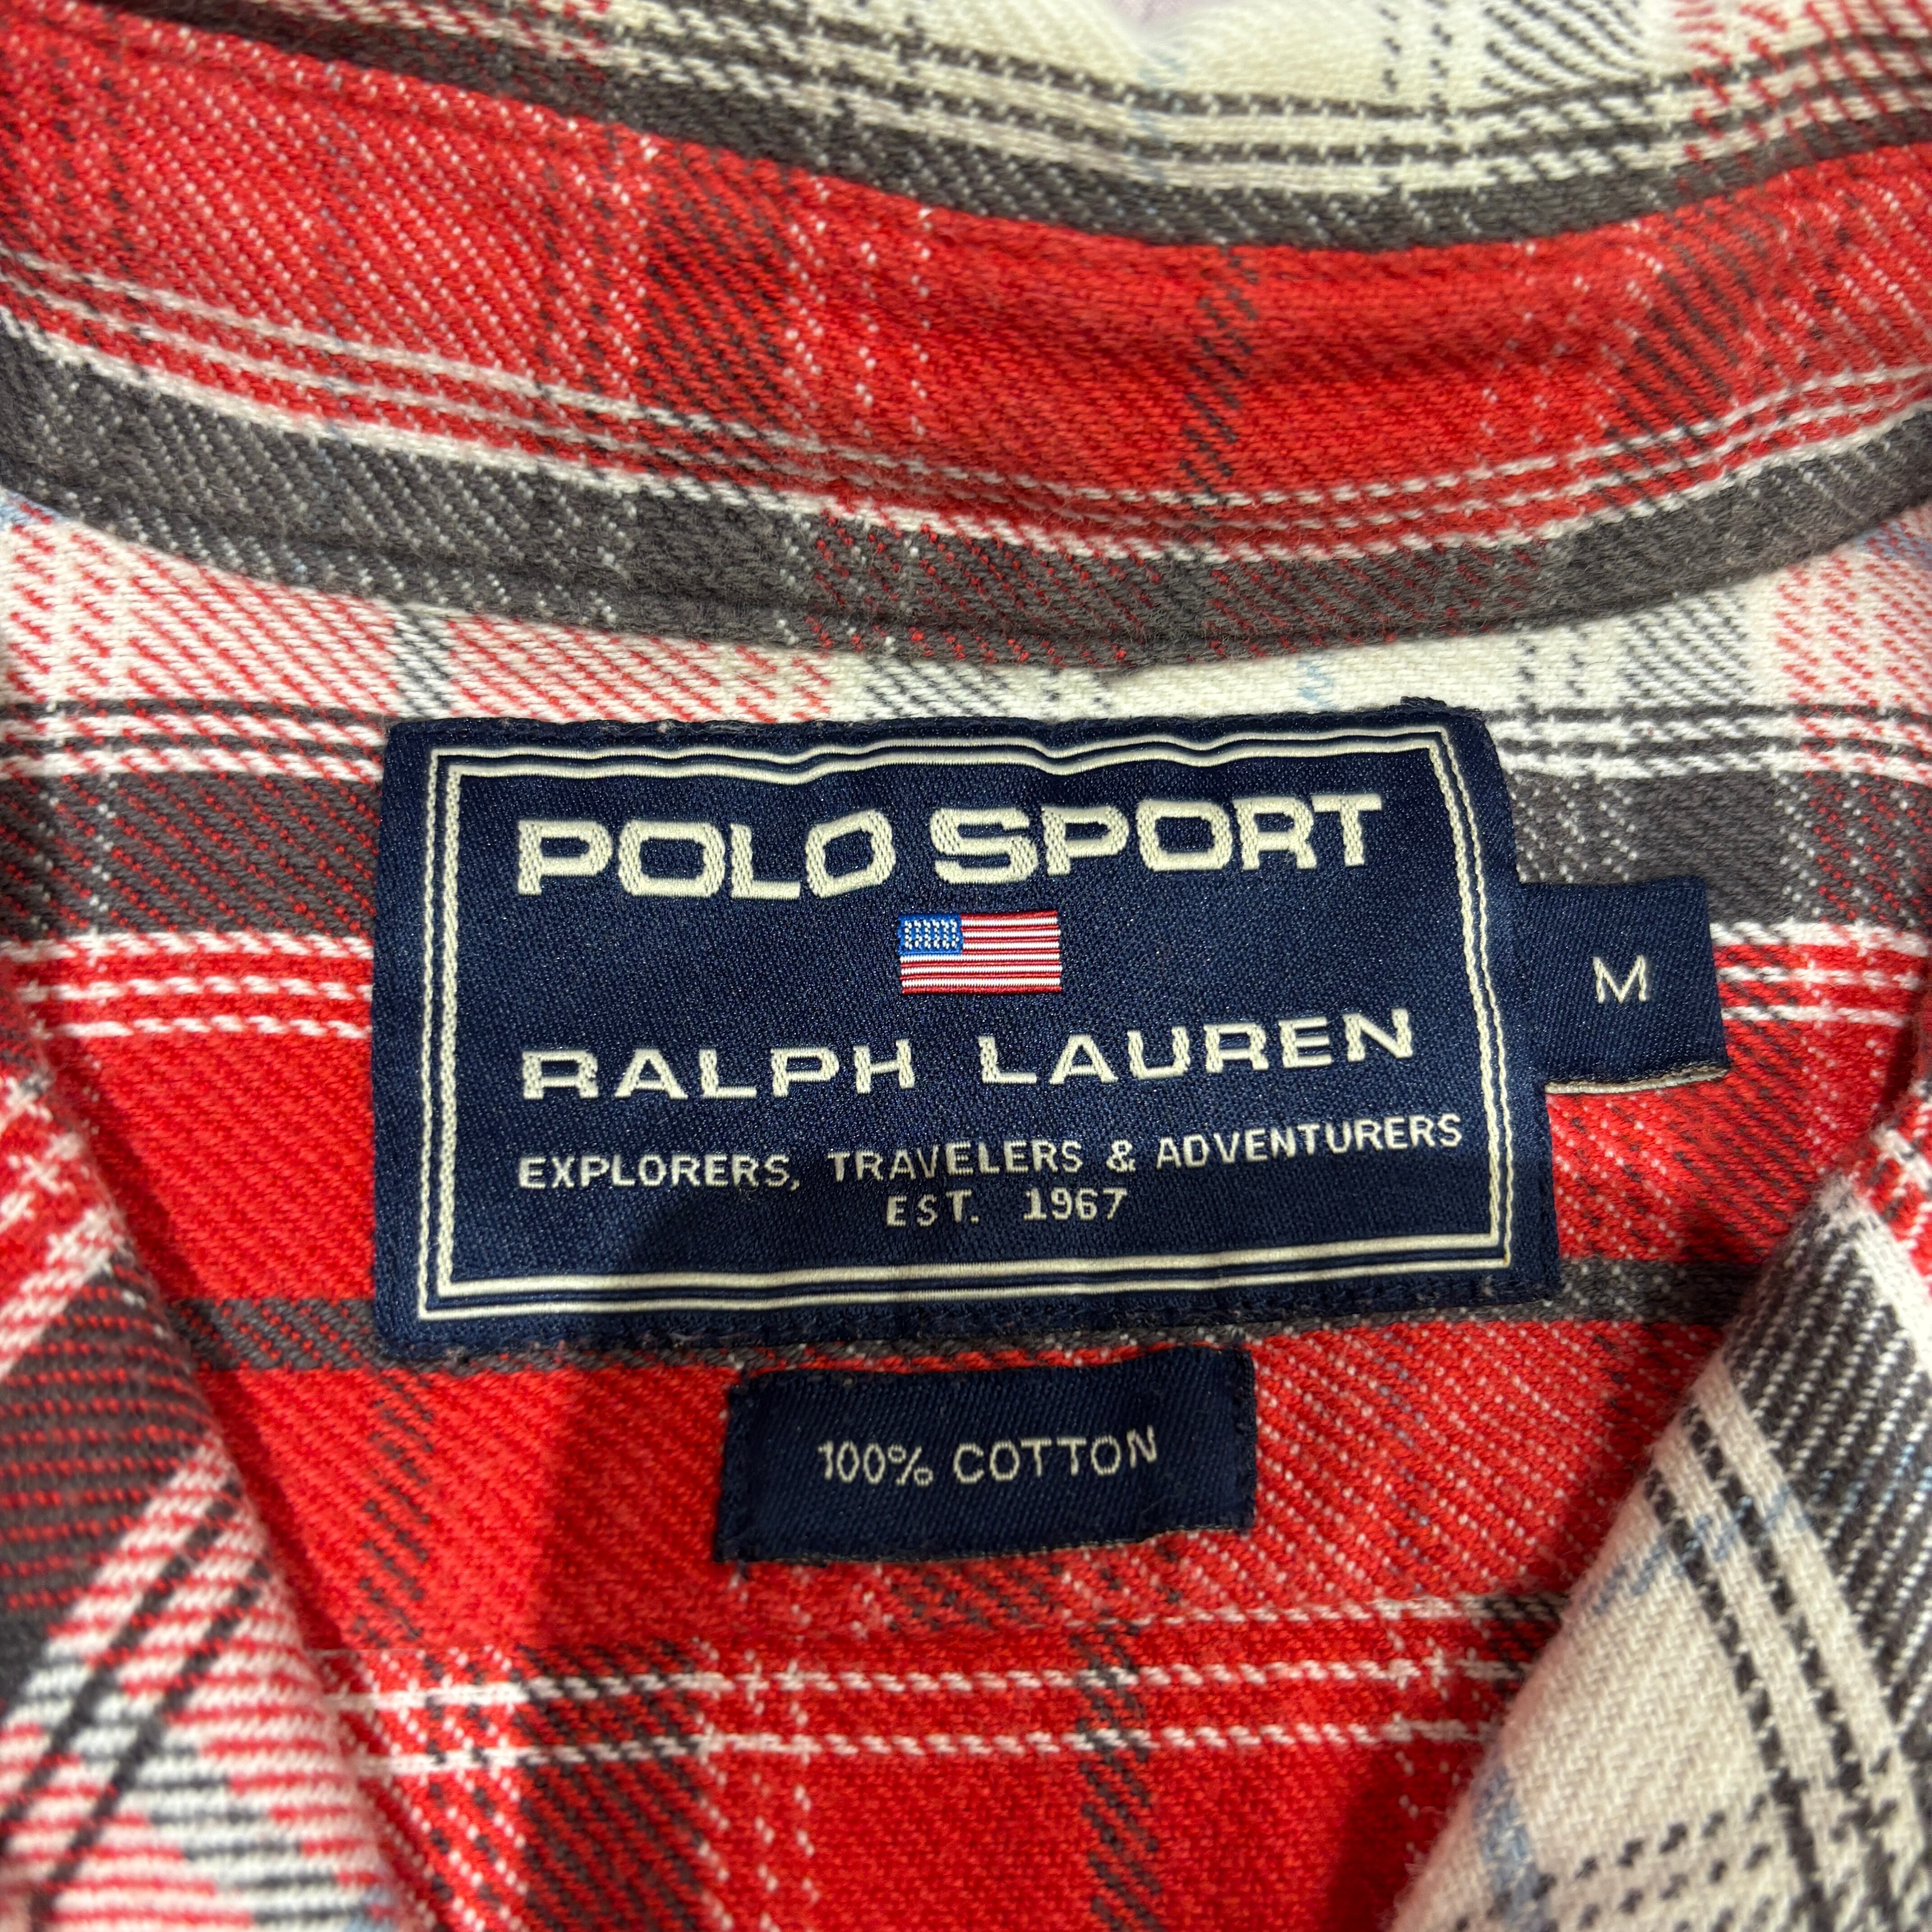 POLO SPORT
RALPH LAUREN
EXPLORERS, TRAVELERS & ADVENTURERS
EST. 1967
M
100% COTTON